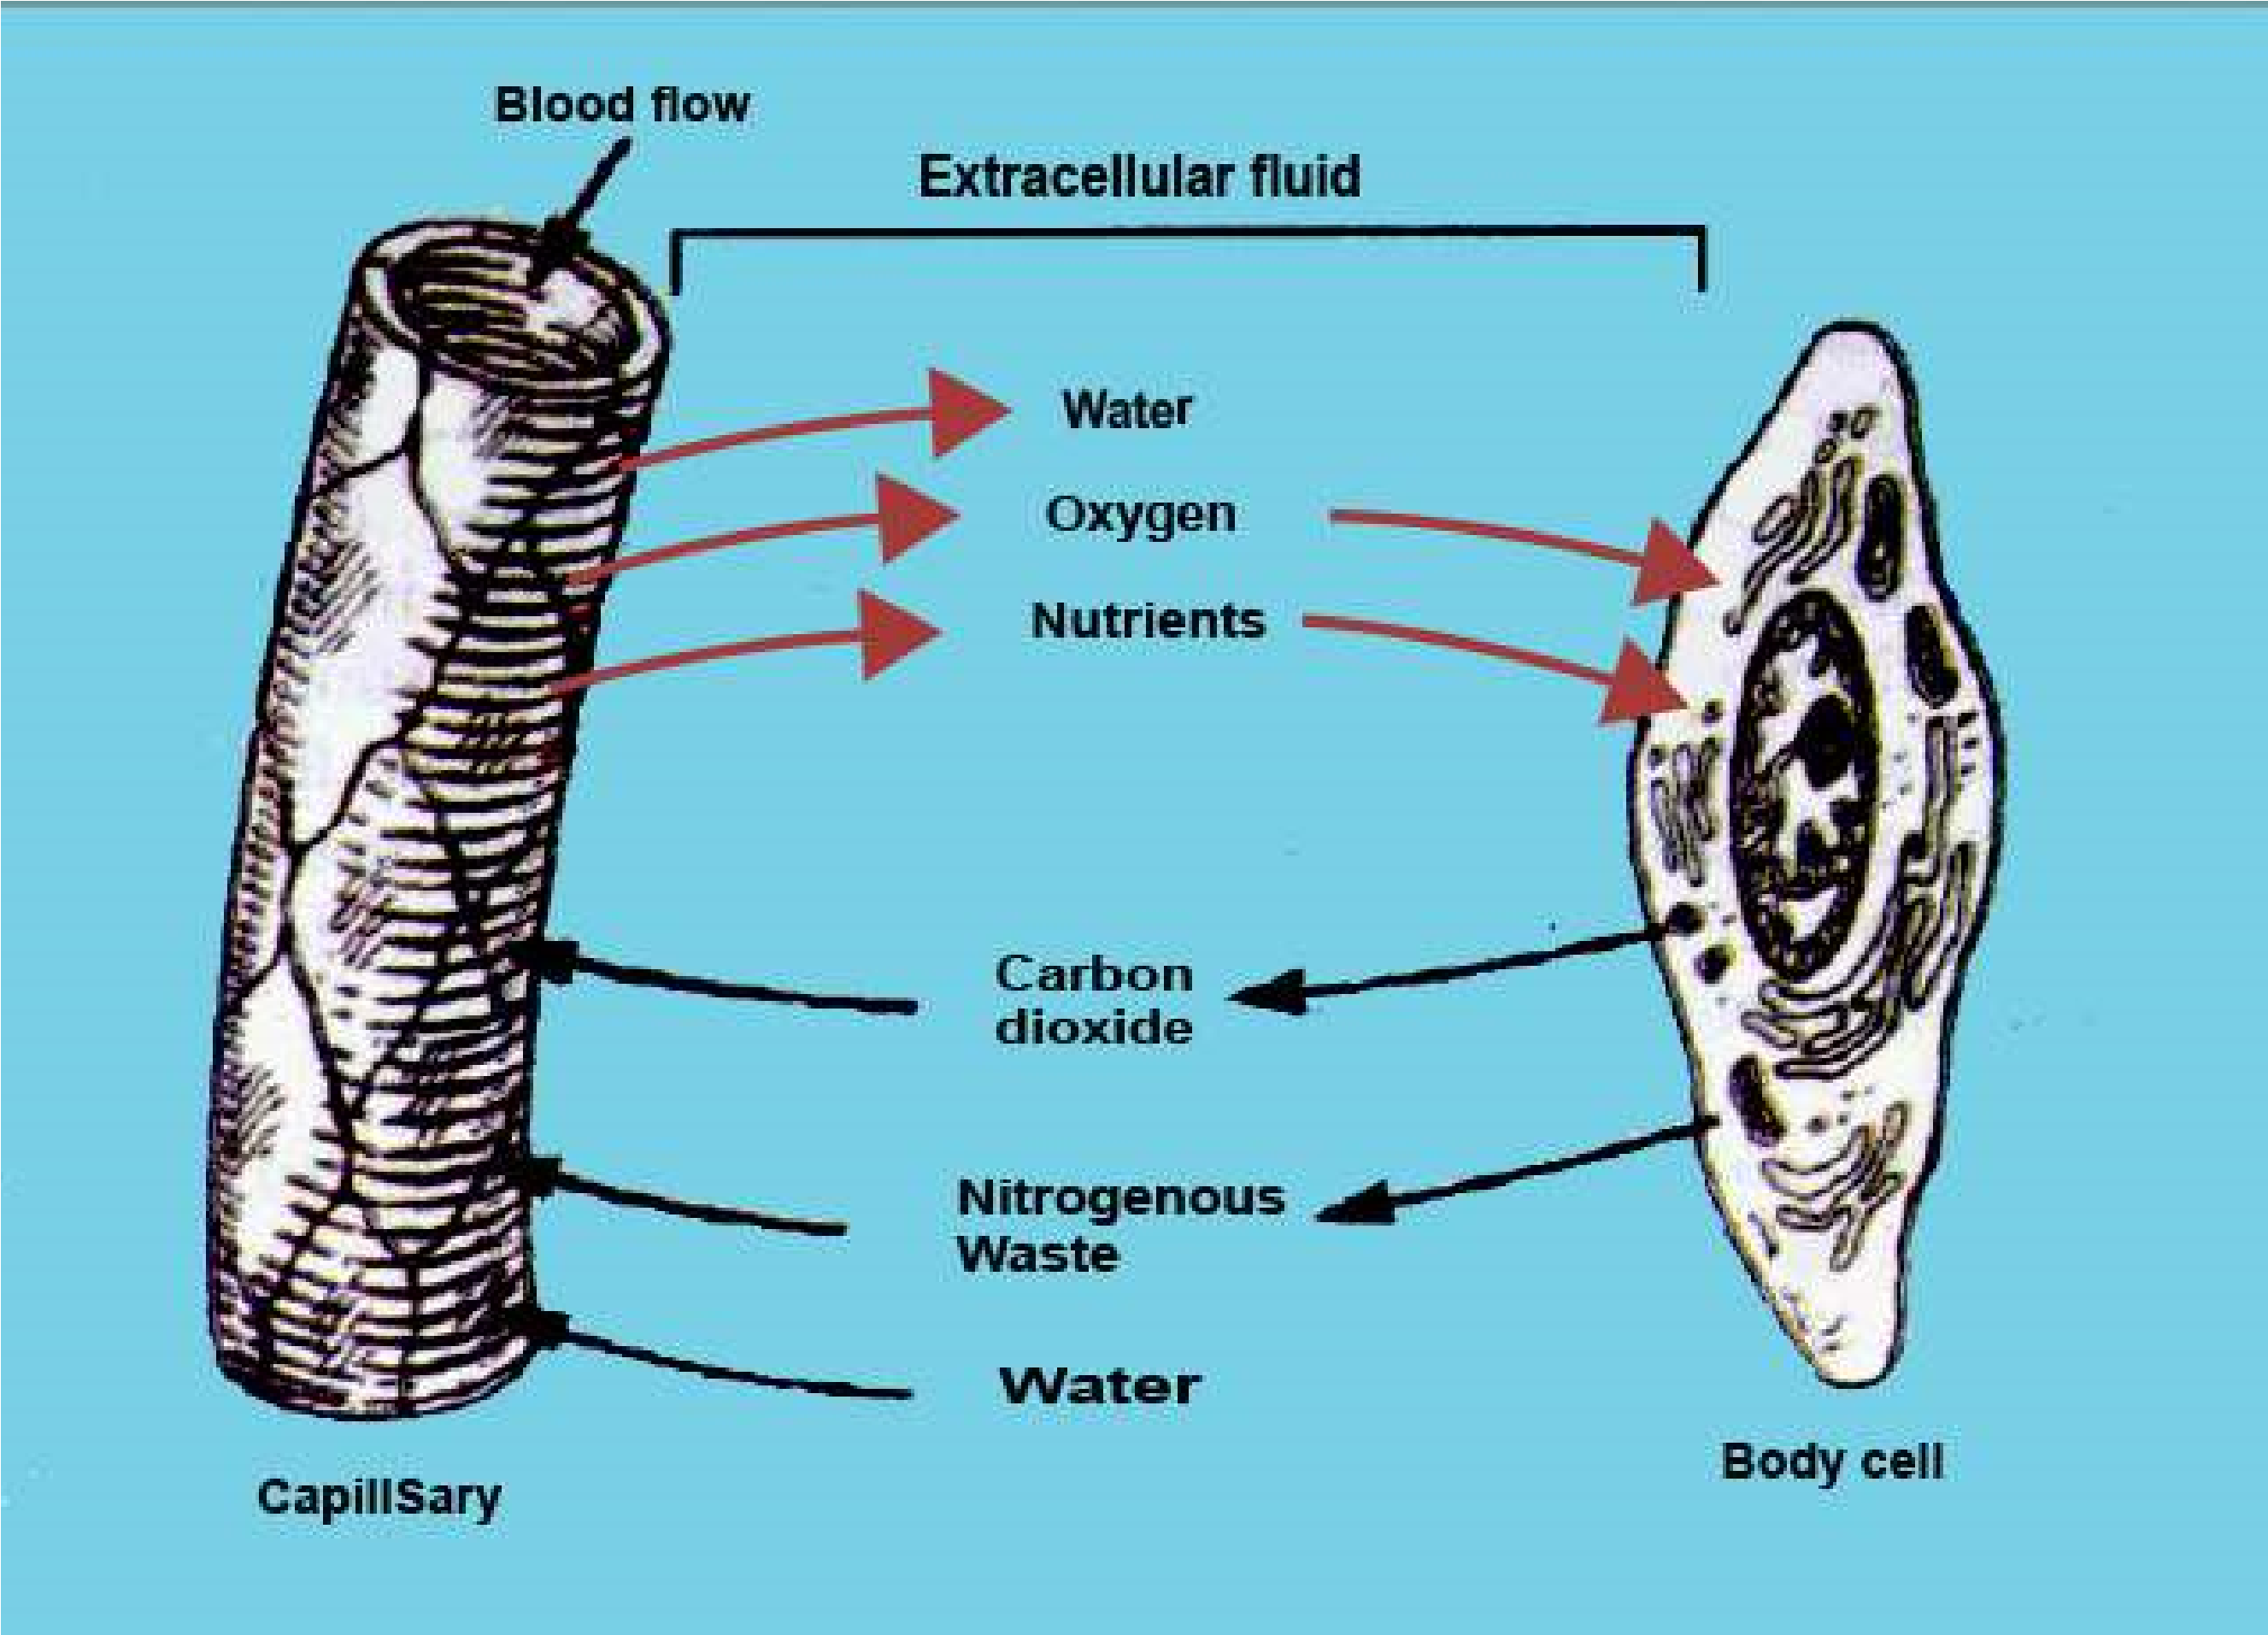 Blood flow
Extracellular fluid
Water
Oxygen
Nutrients
Carbon
dioxide
Nitrogenous
Waste
Water
Body cell
CapillSary